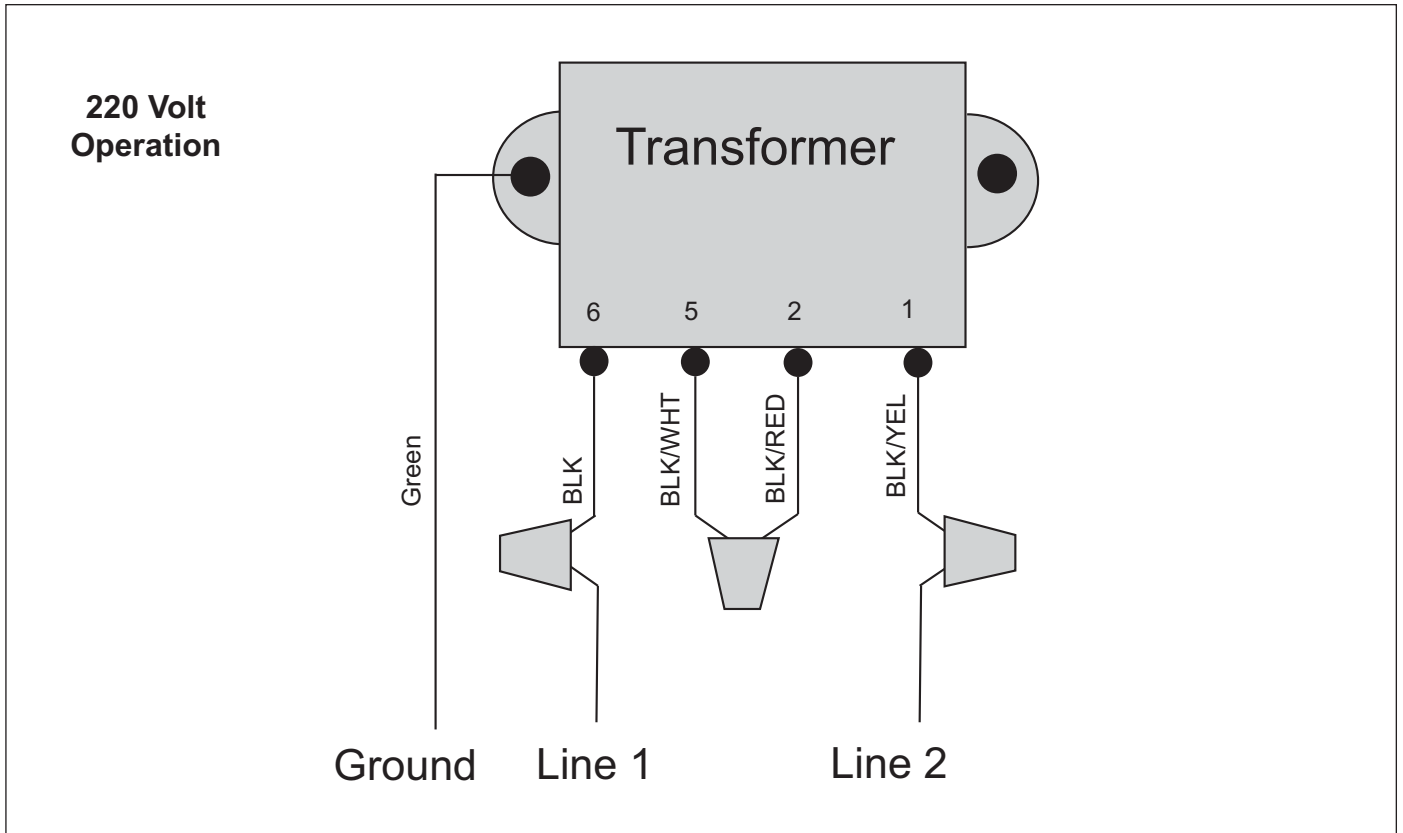 220 Volt
Operation
Transformer
6 5 2 1
Green
BLK
BLK/WHT
BLK/RED
BLK/YEL
Ground
Line 1
Line 2